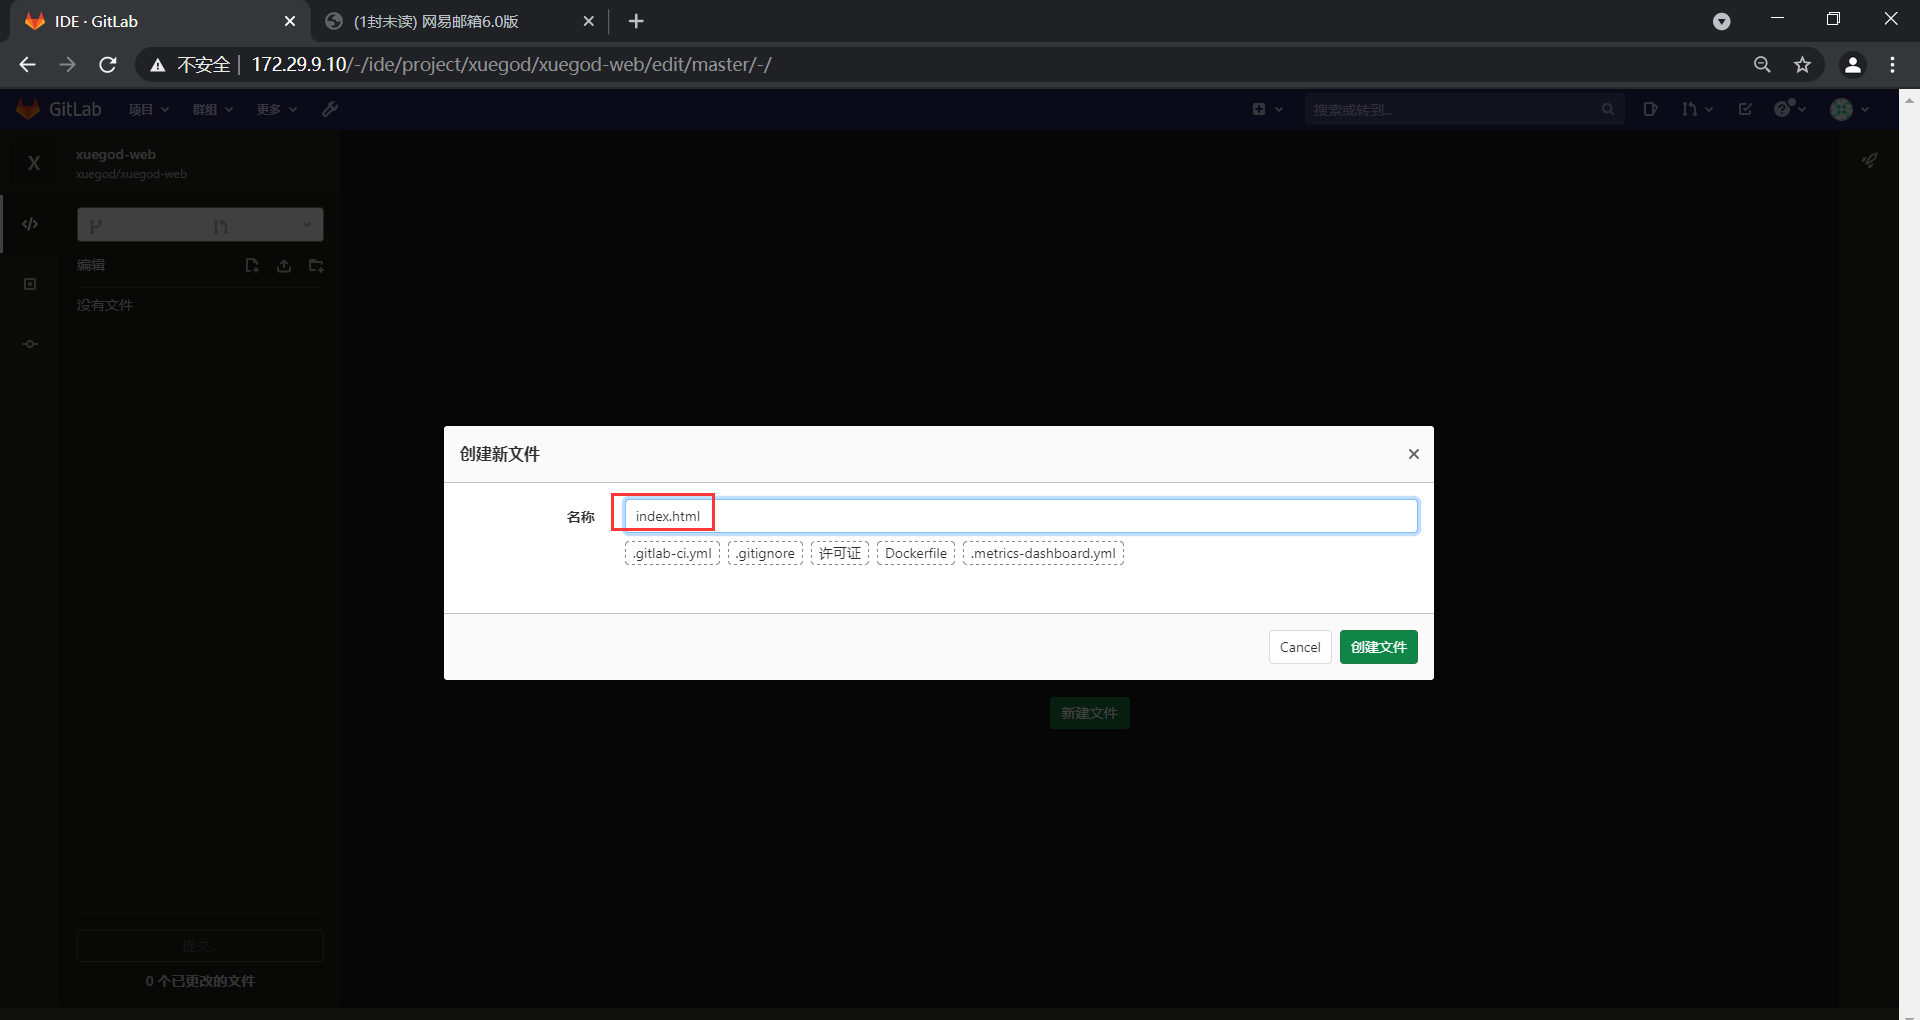 IDE · GitLab
(1封未读) 网易邮箱6.0版
不安全 | 172.29.9.10/-/ide/project/xuegod/xuegod-web/edit/master/-/
GitLab 项目 群组 更多 搜索或转到...
X
xuegod-web
xuegod/xuegod-web
编辑
没有文件
创建新文件
名称 index.html
.gitlab-ci.yml .gitignore 许可证 Dockerfile .metrics-dashboard.yml
Cancel 创建文件
新建文件
提交...
0 个已更改的文件